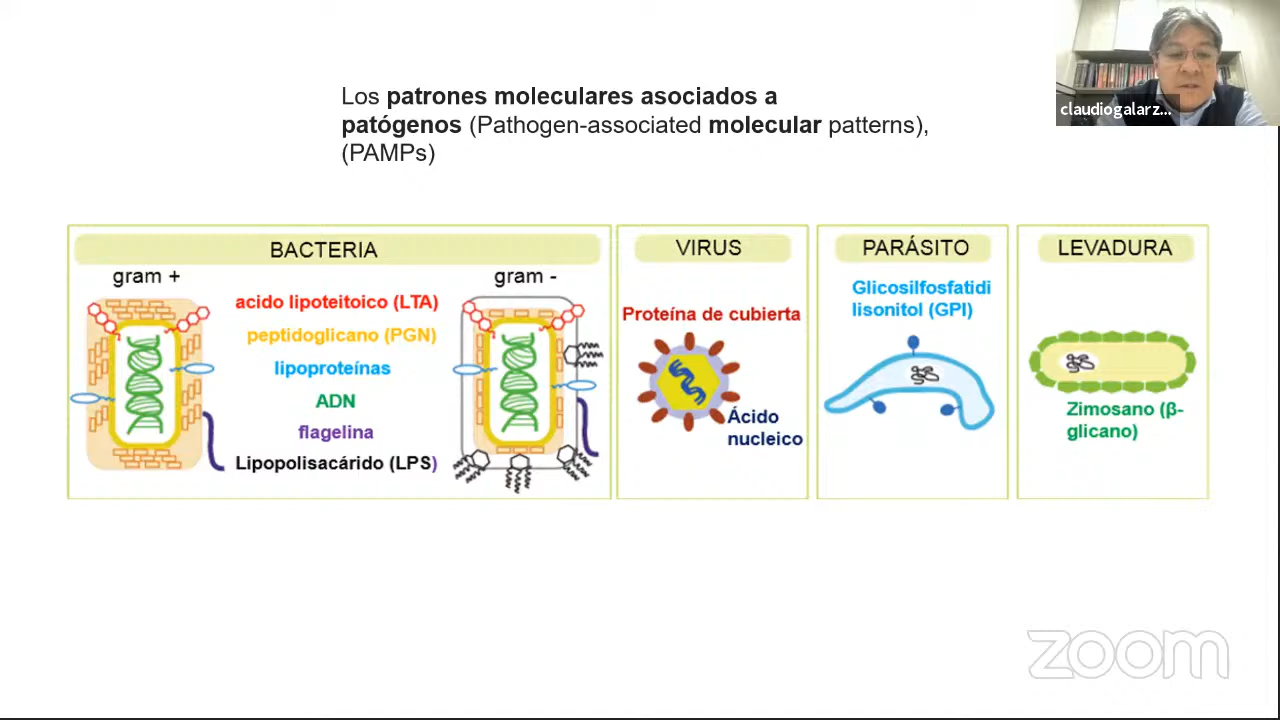 Los patrones moleculares asociados a
patógenos (Pathogen-associated molecular patterns),
(PAMPs)
claudiogalarz...
BACTERIA
gram +
gram -
acido lipoteitoico (LTA)
peptidoglicano (PGN)
lipoproteínas
ADN
flagelina
Lipopolisacárido (LPS)
VIRUS
Proteína de cubierta
Ácido
nucleico
PARÁSITO
Glicosilfosfatidi
lisonitol (GPI)
LEVADURA
Zimosano (β-
glicano)
zoom